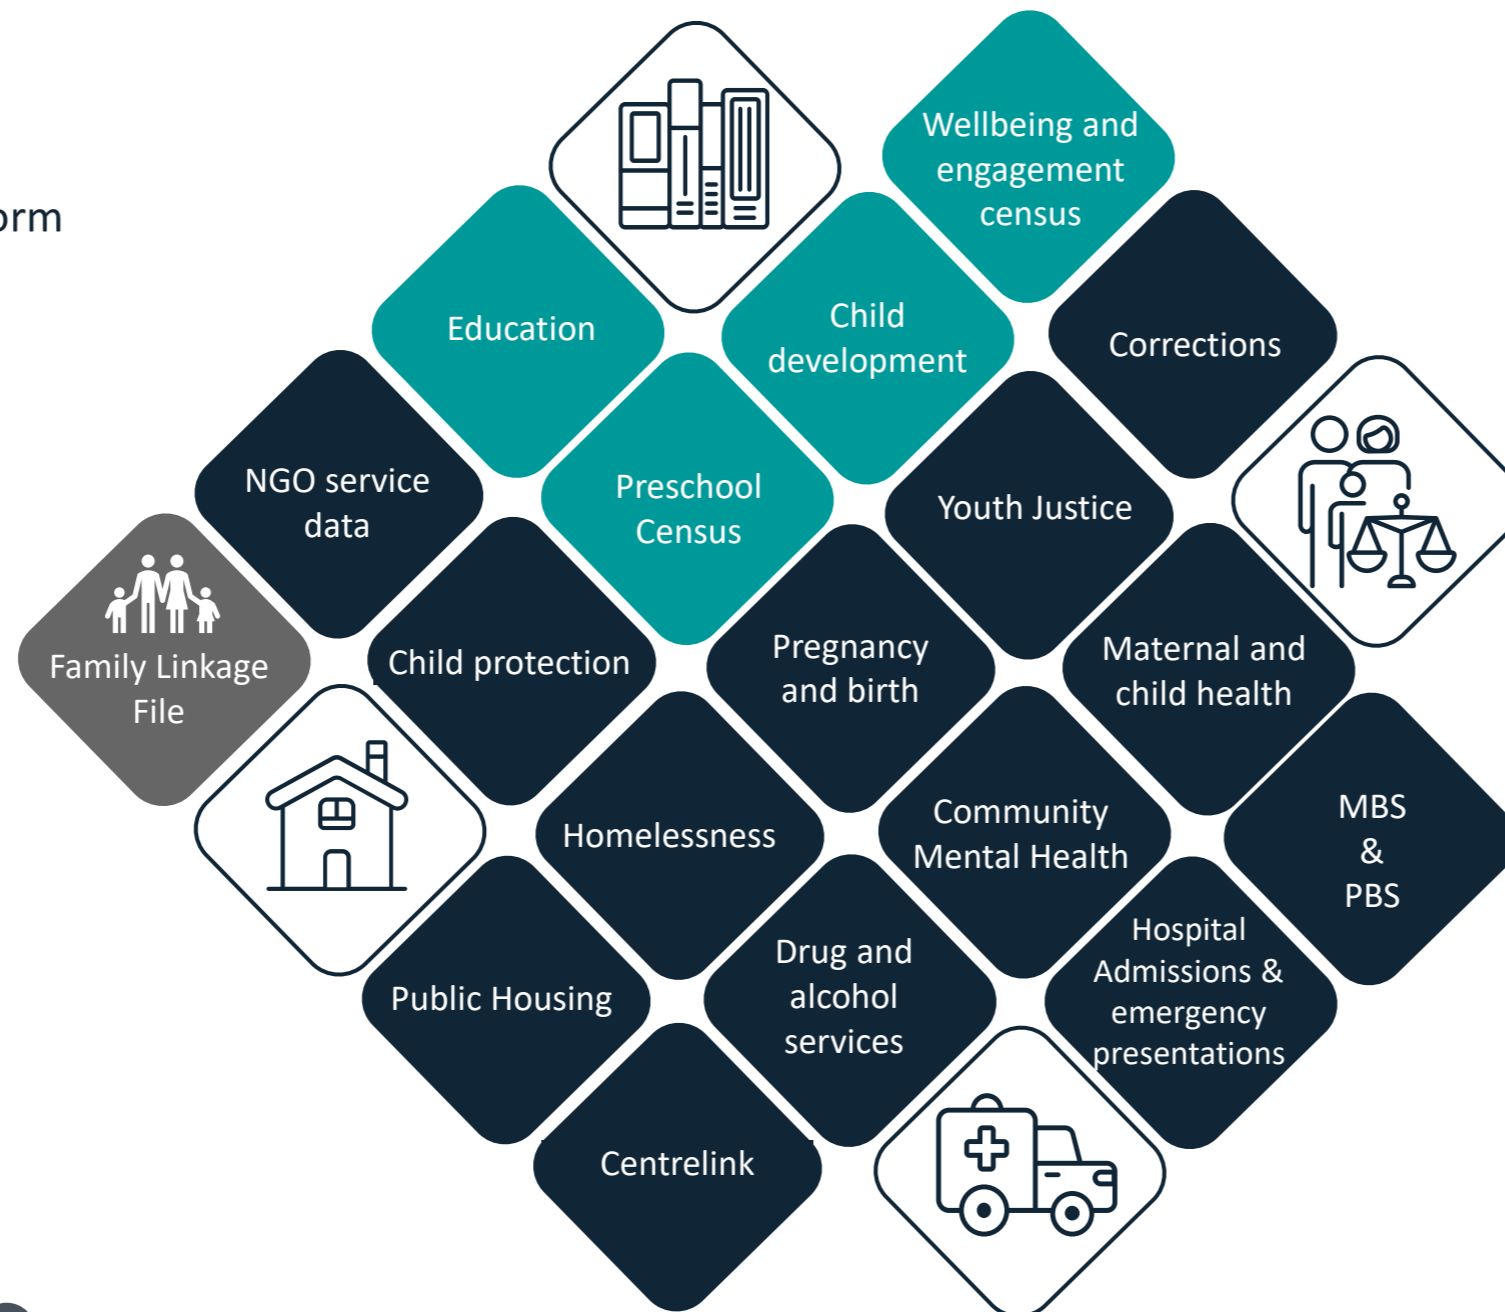 orm
Wellbeing and
engagement
census
Education
Child
development
Corrections
NGO service
data
Preschool
Census
Youth Justice
Family Linkage
File
Child protection
Pregnancy
and birth
Maternal and
child health
Homelessness
Community
Mental Health
MBS
&
PBS
Public Housing
Drug and
alcohol
services
Hospital
Admissions &
emergency
presentations
Centrelink